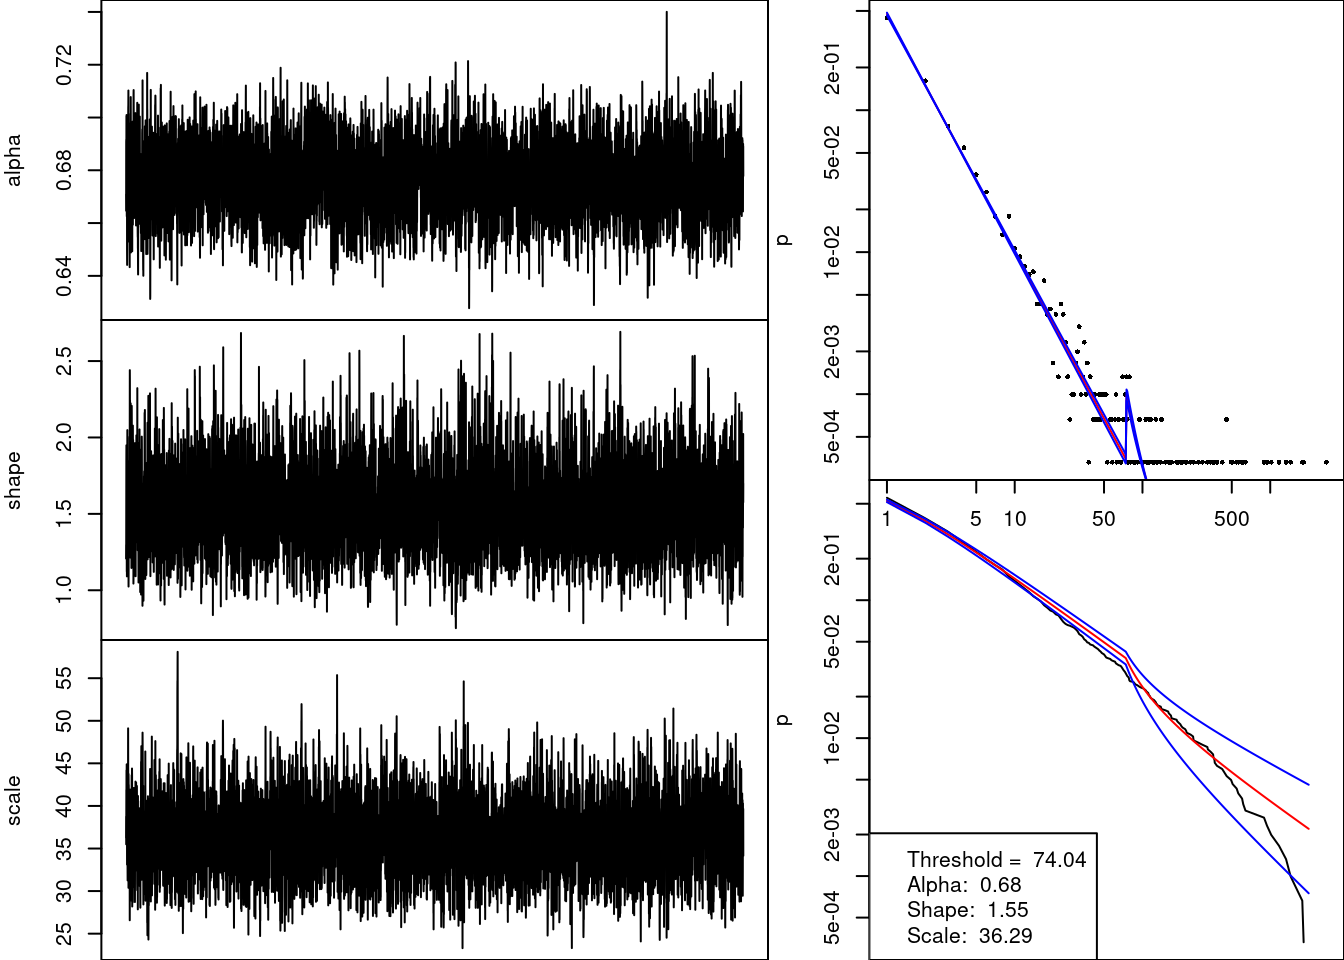 alpha
0.64
0.68
0.72
shape
1.0
1.5
2.0
2.5
scale
25
30
35
40
45
50
55
p
5e-04
2e-03
1e-02
5e-02
2e-01
1
5
10
50
500
p
5e-04
2e-03
1e-02
5e-02
2e-01
Threshold = 74.04
Alpha: 0.68
Shape: 1.55
Scale: 36.29